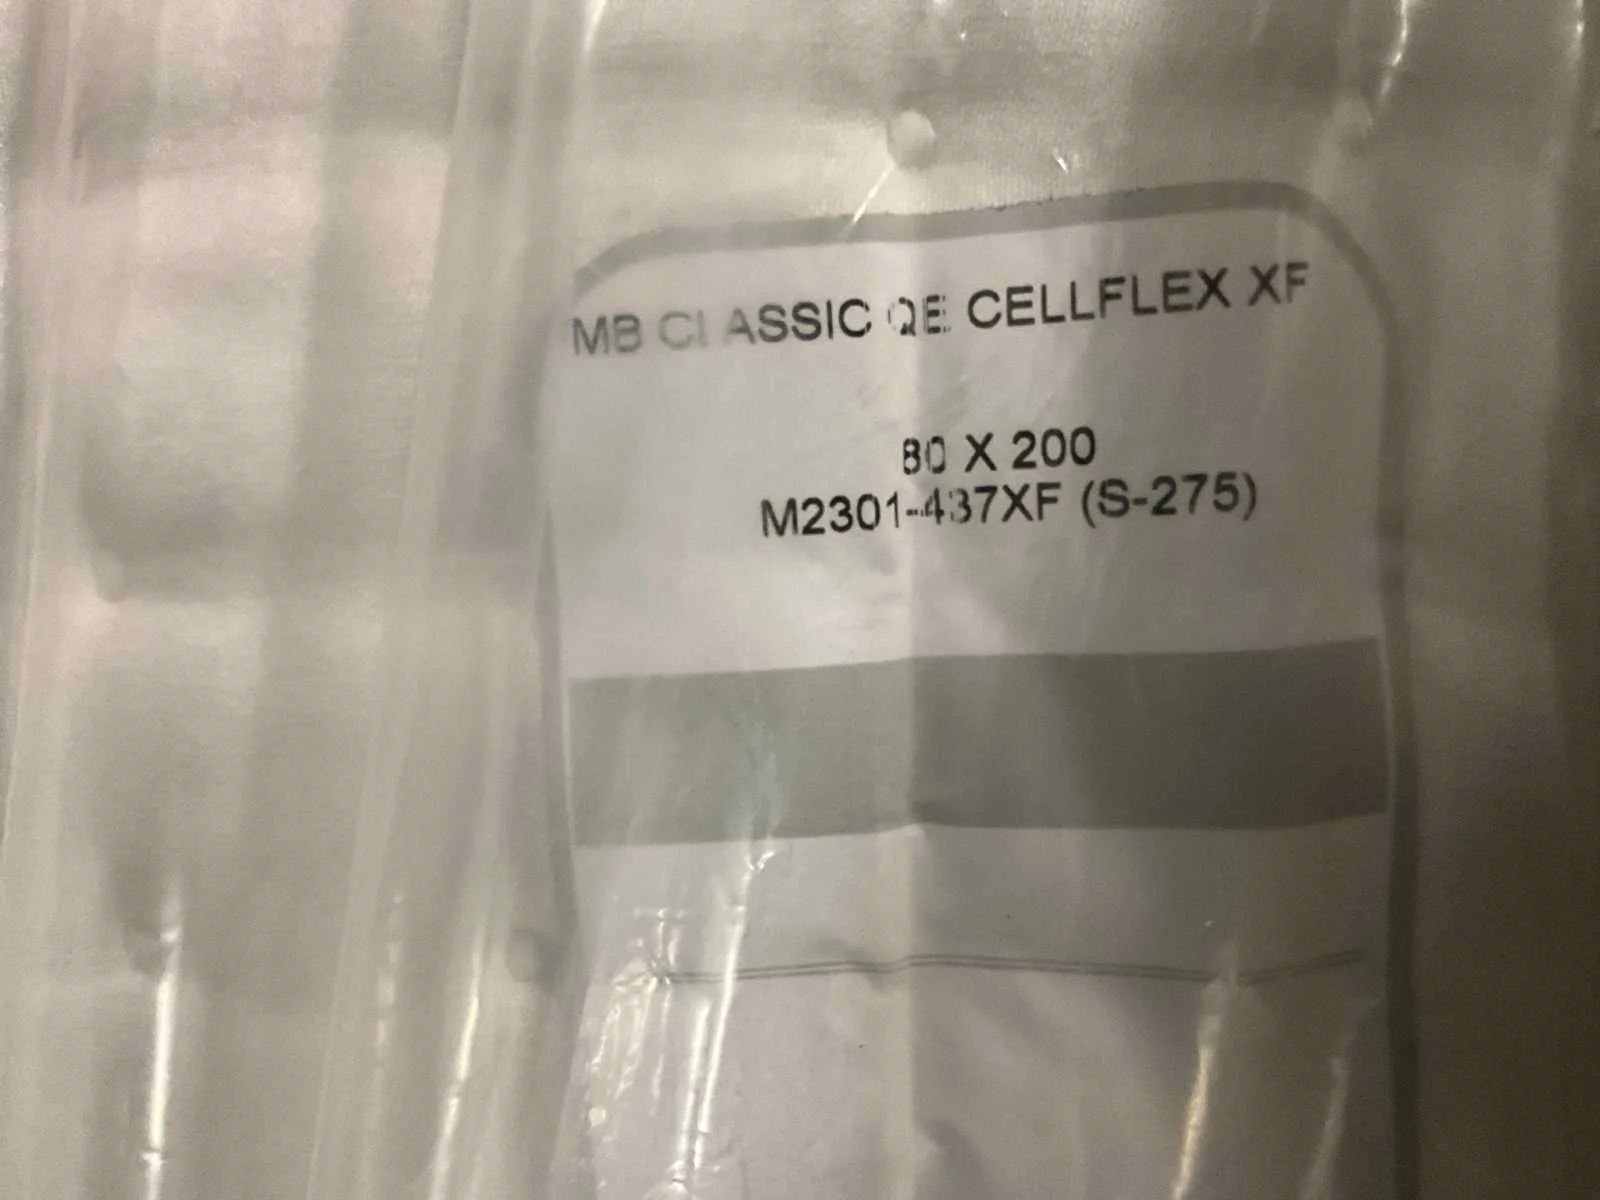 MB CLASSIC QE CELLFLEX XF
80 X 200
M2301-437XF (S-275)